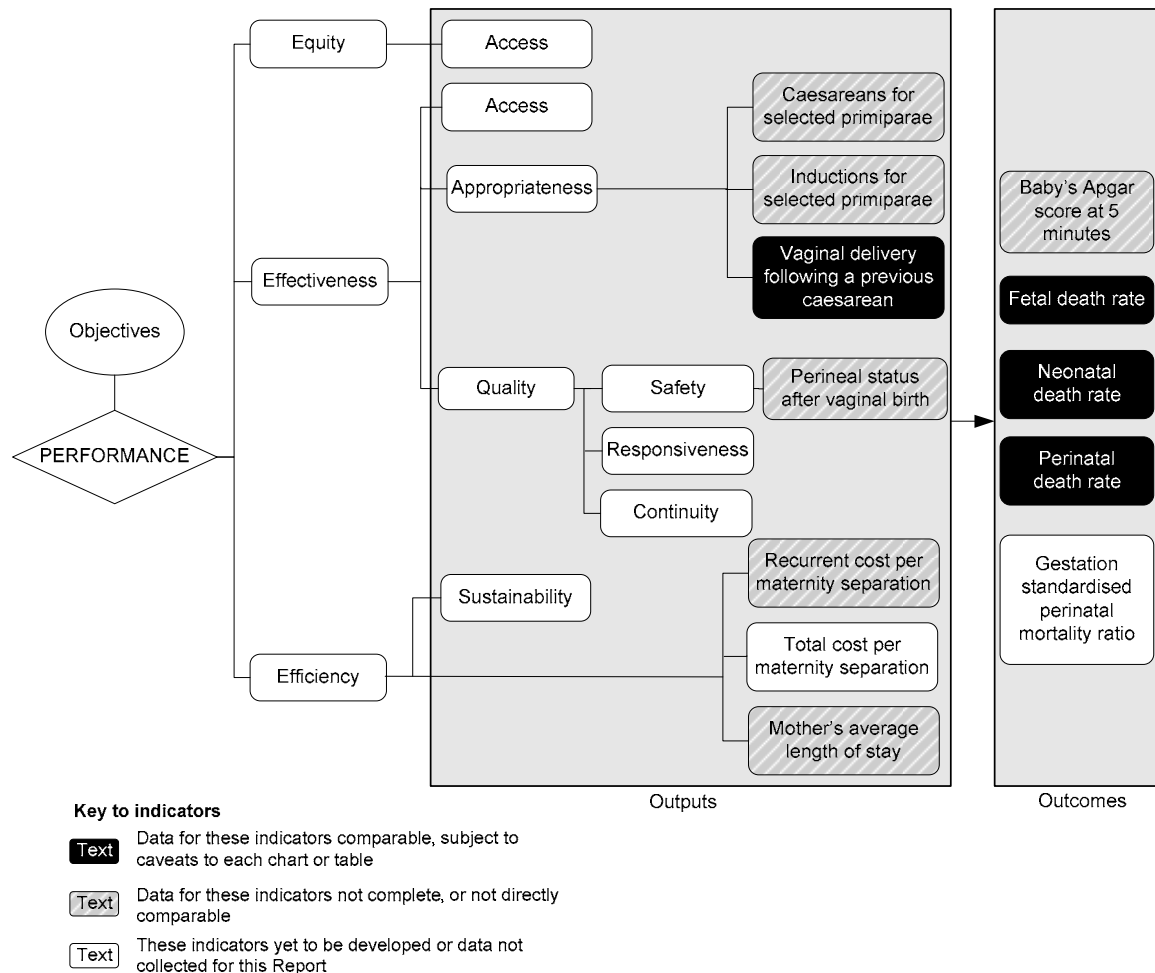 Equity
Access
Access
Caesareans for
selected primiparae
Appropriateness
Inductions for
selected primiparae
Baby's Apgar
score at 5
minutes
Vaginal delivery
following a previous
caesarean
Effectiveness
Fetal death rate
Objectives
Neonatal
death rate
Quality
Safety
Perineal status
after vaginal birth
PERFORMANCE
Responsiveness
Perinatal
death rate
Continuity
Recurrent cost per
maternity separation
Gestation
standardised
perinatal
mortality ratio
Sustainability
Total cost per
maternity separation
Efficiency
Mother's average
length of stay
Outputs
Outcomes
Key to indicators
Text
Data for these indicators comparable, subject to
caveats to each chart or table
Text
Data for these indicators not complete, or not directly
comparable
Text
These indicators yet to be developed or data not
collected for this Report